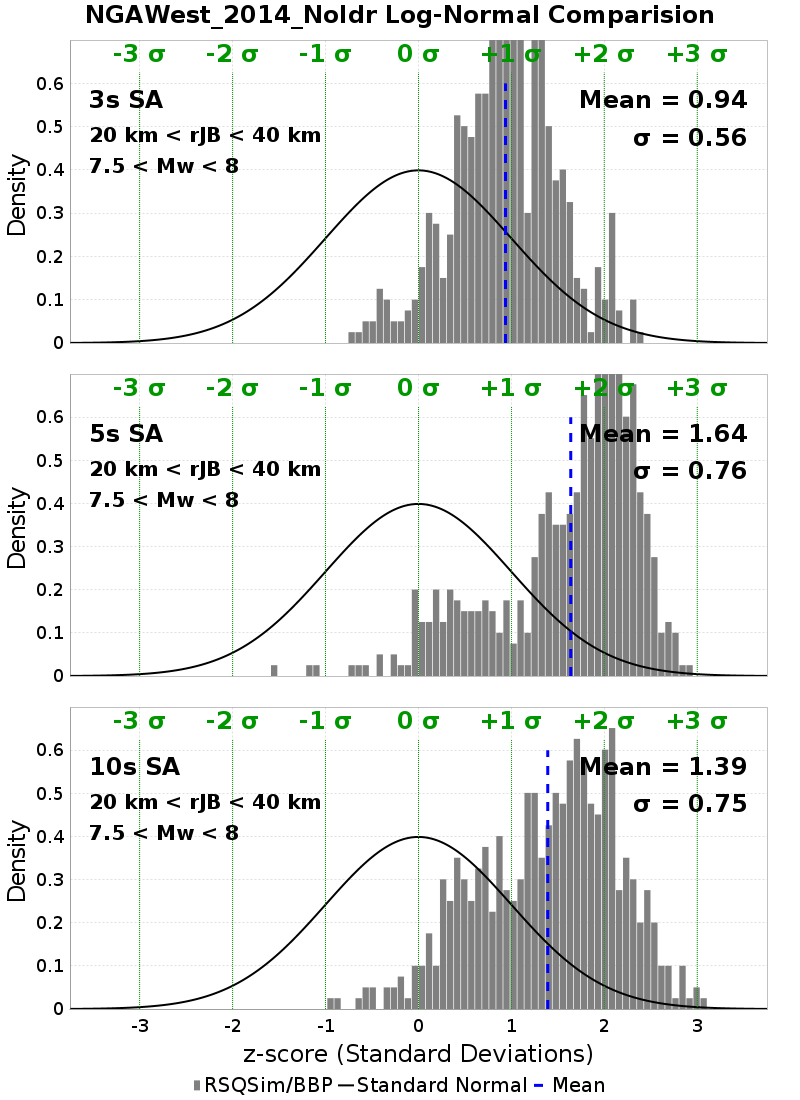 NGAWest_2014_NoIdr Log-Normal Comparision
-3 σ -2 σ -1 σ 0 σ +1 σ +2 σ +3 σ
3s SA
Mean = 0.94
20 km < rJB < 40 km
σ = 0.56
7.5 < Mw < 8
Density
0.6
0.5
0.4
0.3
0.2
0.1
0
-3 σ -2 σ -1 σ 0 σ +1 σ +2 σ +3 σ
5s SA
Mean = 1.64
20 km < rJB < 40 km
σ = 0.76
7.5 < Mw < 8
Density
0.6
0.5
0.4
0.3
0.2
0.1
0
-3 σ -2 σ -1 σ 0 σ +1 σ +2 σ +3 σ
10s SA
Mean = 1.39
20 km < rJB < 40 km
σ = 0.75
7.5 < Mw < 8
Density
0.6
0.5
0.4
0.3
0.2
0.1
0
-3 -2 -1 0 1 2 3
z-score (Standard Deviations)
RSQSim/BBP Standard Normal Mean